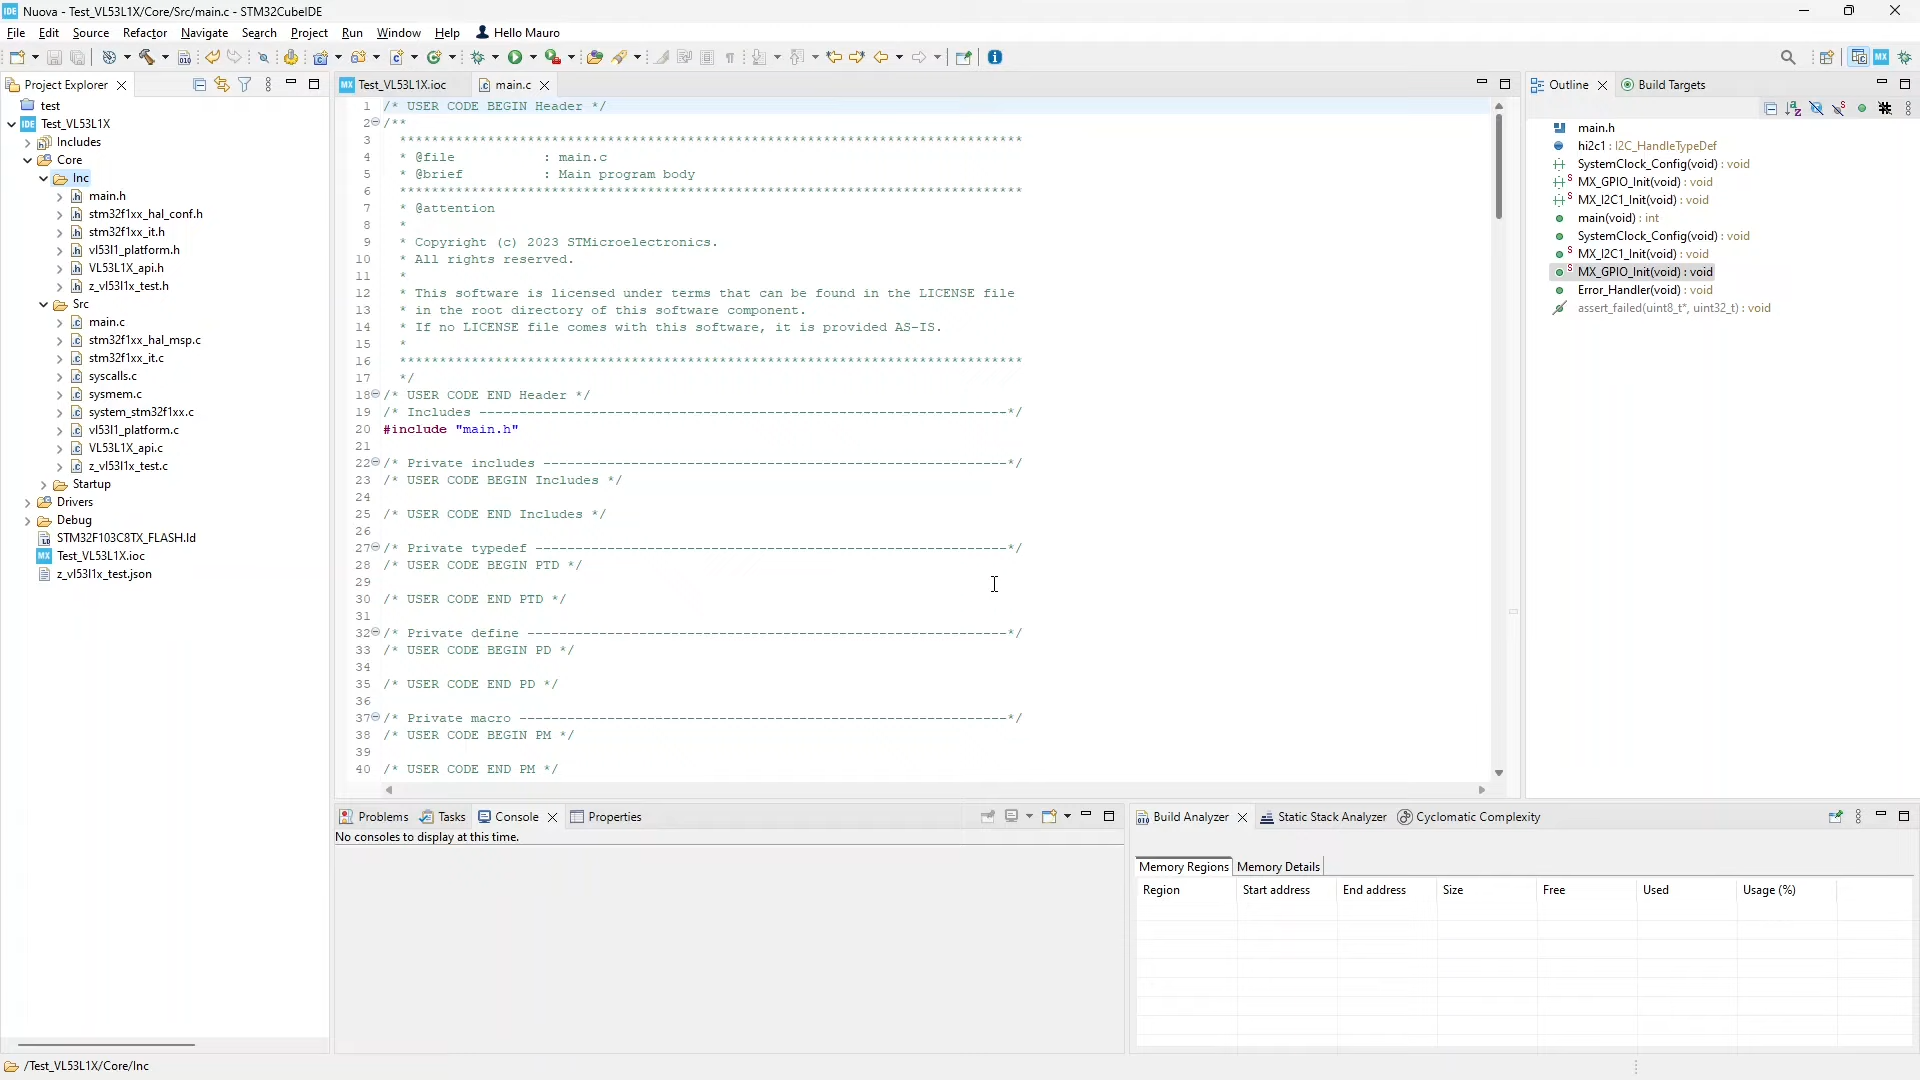 Nuova - Test_VL53L1X/Core/Src/main.c - STM32CubeIDE
File Edit Source Refactor Navigate Search Project Run Window Help Hello Mauro
Project Explorer
test
Test_VL53L1X
Includes
Core
Inc
main.h
stm32f1xx_hal_conf.h
stm32f1xx_it.h
vl53l1_platform.h
VL53L1X_api.h
z_vl53l1x_test.h
Src
main.c
stm32f1xx_hal_msp.c
stm32f1xx_it.c
syscalls.c
sysmem.c
system_stm32f1xx.c
vl53l1_platform.c
VL53L1X_api.c
z_vl53l1x_test.c
Startup
Drivers
Debug
STM32F103C8TX_FLASH.ld
Test_VL53L1X.ioc
z_vl53l1x_test.json
Test_VL53L1X.ioc main.c
1 /* USER CODE BEGIN Header */
2 /**
3 ******************************************************************************
4 * @file : main.c
5 * @brief : Main program body
6 ******************************************************************************
7 * @attention
8 *
9 * Copyright (c) 2023 STMicroelectronics.
10 * All rights reserved.
11 *
12 * This software is licensed under terms that can be found in the LICENSE file
13 * in the root directory of this software component.
14 * If no LICENSE file comes with this software, it is provided AS-IS.
15 *
16 ******************************************************************************
17 */
18 /* USER CODE END Header */
19 /* Includes ------------------------------------------------------------------*/
20 #include "main.h"
21
22 /* Private includes ----------------------------------------------------------*/
23 /* USER CODE BEGIN Includes */
24
25 /* USER CODE END Includes */
26
27 /* Private typedef -----------------------------------------------------------*/
28 /* USER CODE BEGIN PTD */
29
30 /* USER CODE END PTD */
31
32 /* Private define ------------------------------------------------------------*/
33 /* USER CODE BEGIN PD */
34
35 /* USER CODE END PD */
36
37 /* Private macro -------------------------------------------------------------*/
38 /* USER CODE BEGIN PM */
39
40 /* USER CODE END PM */
Outline Build Targets
main.h
hi2c1 : I2C_HandleTypeDef
SystemClock_Config(void) : void
MX_GPIO_Init(void) : void
MX_I2C1_Init(void) : void
main(void) : int
SystemClock_Config(void) : void
MX_I2C1_Init(void) : void
MX_GPIO_Init(void) : void
Error_Handler(void) : void
assert_failed(uint8_t*, uint32_t) : void
Problems Tasks Console Properties
No consoles to display at this time.
Build Analyzer Static Stack Analyzer Cyclomatic Complexity
Memory Regions Memory Details
Region Start address End address Size Free Used Usage (%)
/Test_VL53L1X/Core/Inc